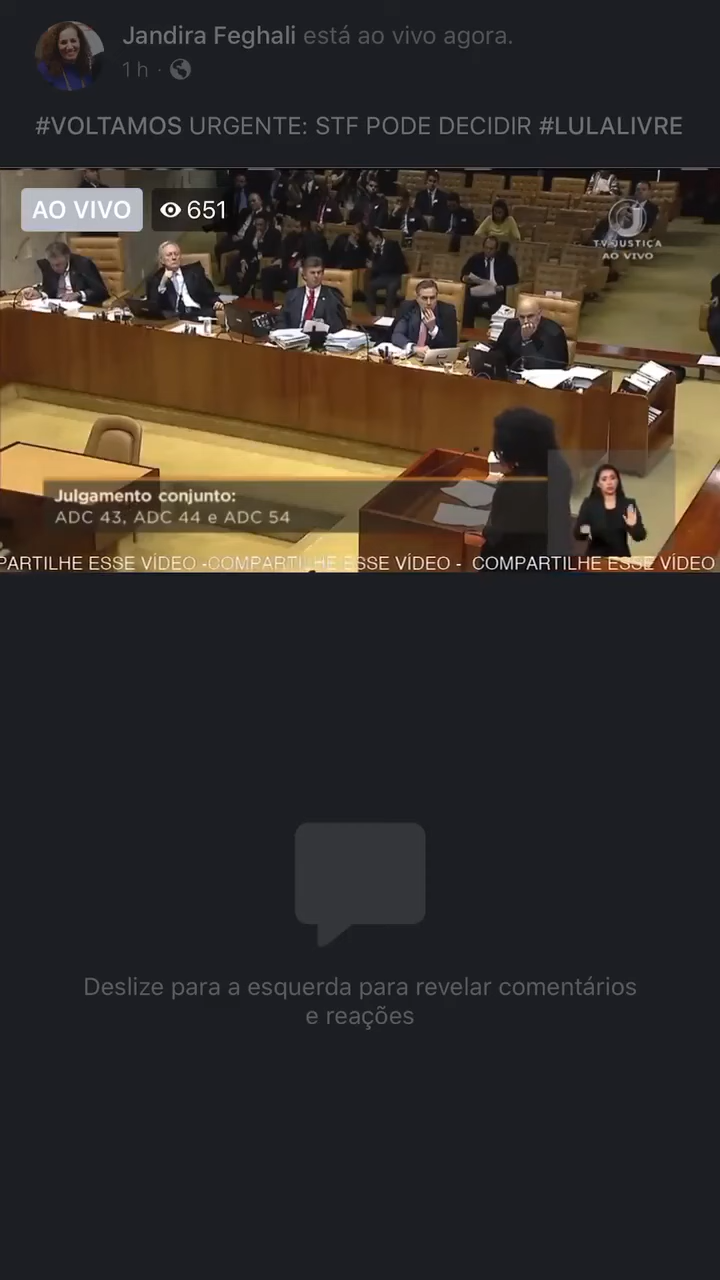 Jandira Feghali está ao vivo agora.
1 h ·
#VOLTAMOS URGENTE: STF PODE DECIDIR #LULALIVRE
AO VIVO 651
TV JUSTIÇA
AO VIVO
Julgamento conjunto:
ADC 43, ADC 44 e ADC 54
PARTILHE ESSE VÍDEO -COMPARTILHE ESSE VÍDEO - COMPARTILHE ESSE VÍDEO
Deslize para a esquerda para revelar comentários
e reações